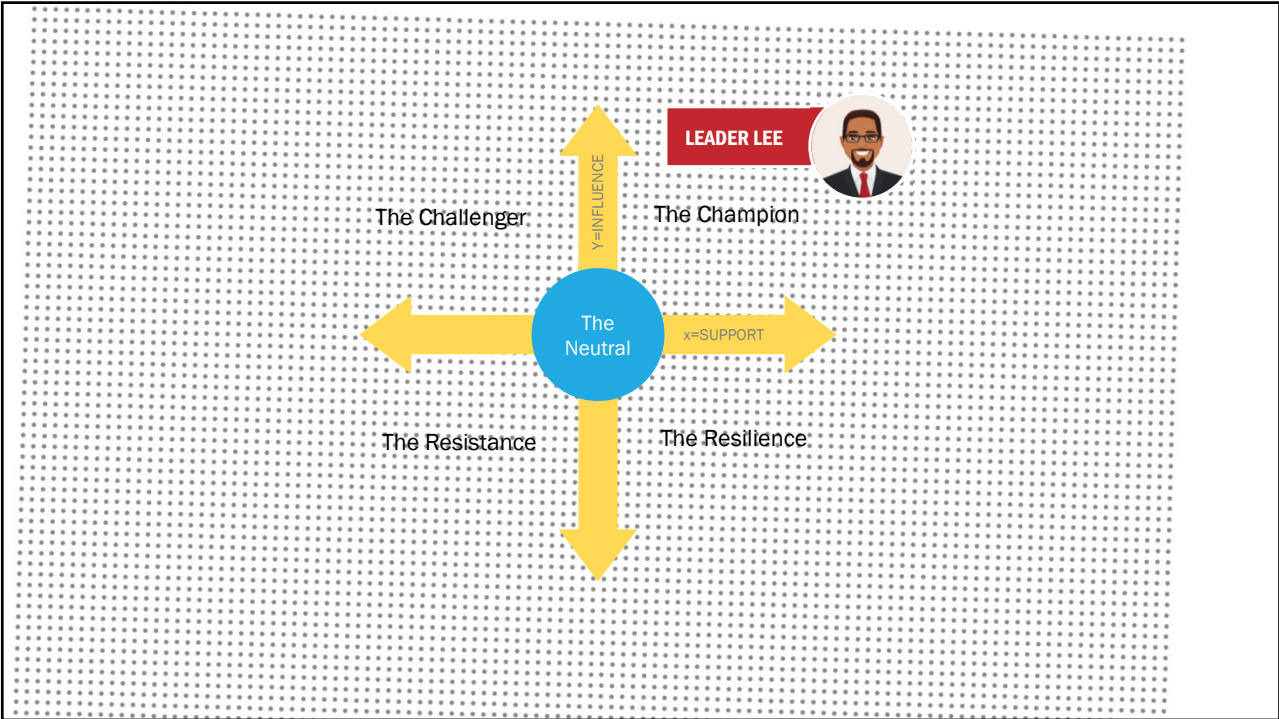 LEADER LEE
Y=INFLUENCE
The Challenger
The Champion
The
Neutral
x=SUPPORT
The Resistance
The Resilience